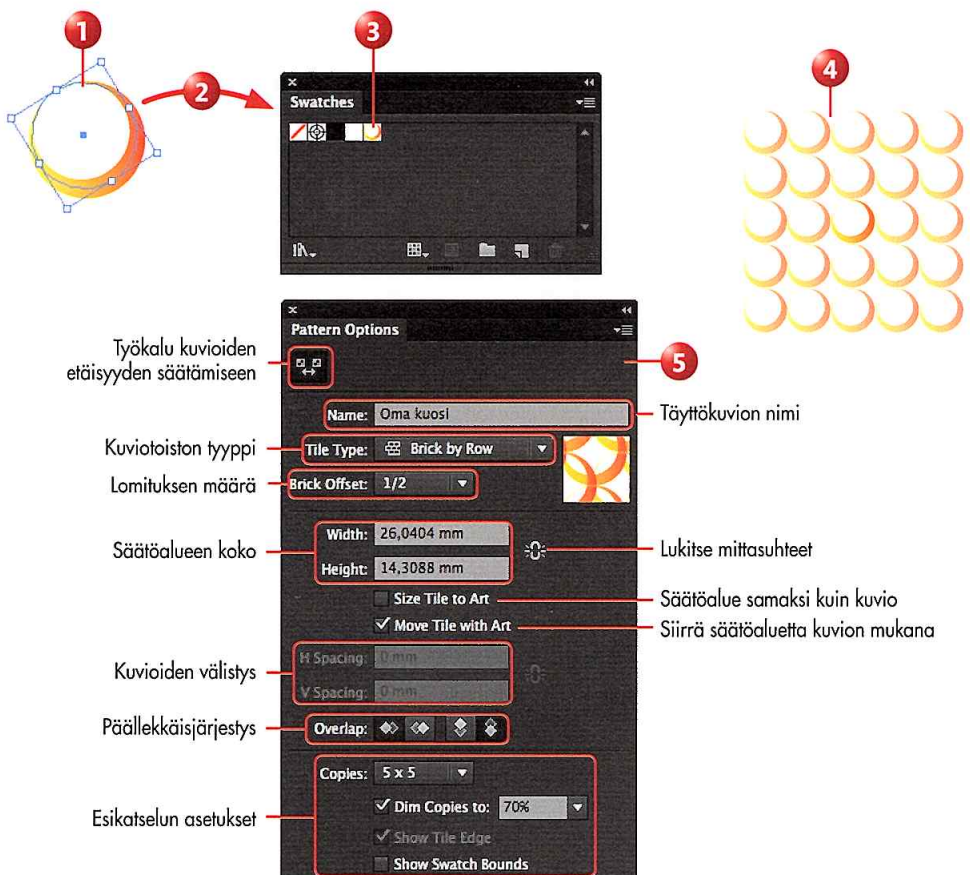 1
2
3
4
Swatches
Pattern Options
5
Työkalu kuvioiden
etäisyyden säätämiseen
Name: Oma kuosi
Täyttökuvion nimi
Kuviotoiston tyyppi
Tile Type: Brick by Row
Lomituksen määrä
Brick Offset: 1/2
Säätöalueen koko
Width: 26,0404 mm
Height: 14,3088 mm
Lukitse mittasuhteet
Size Tile to Art
Säätöalue samaksi kuin kuvio
Move Tile with Art
Siirrä säätöaluetta kuvion mukana
Kuvioiden välistys
H Spacing: 0 mm
V Spacing: 0 mm
Päällekkäisjärjestys
Overlap:
Esikatselun asetukset
Copies: 5 x 5
Dim Copies to: 70%
Show Tile Edge
Show Swatch Bounds